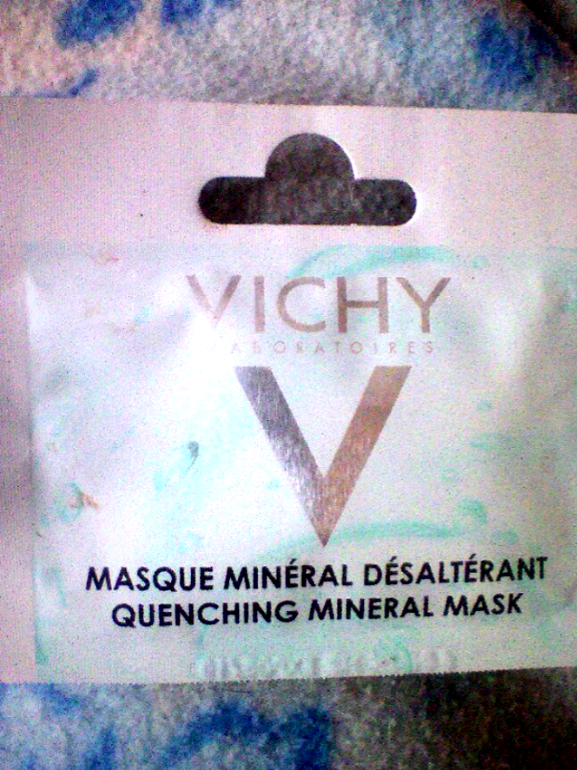 VICHY
LABORATOIRES
V
MASQUE MINÉRAL DÉSALTÉRANT
QUENCHING MINERAL MASK